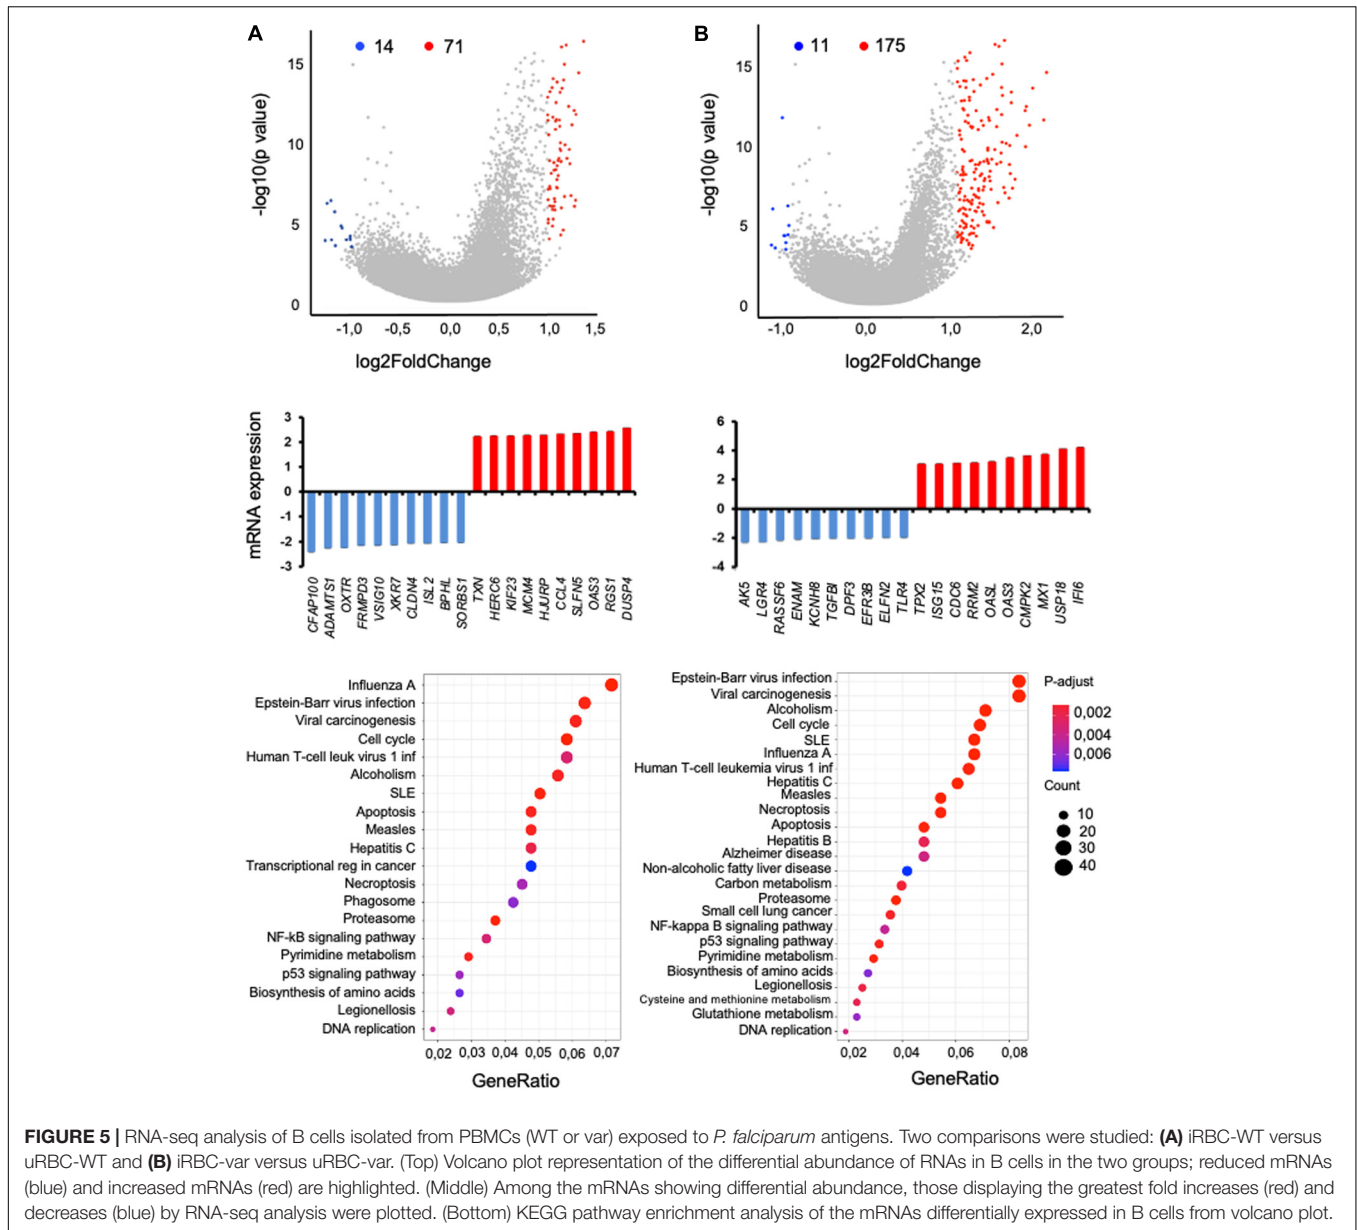 A
14
71
15
10
5
0
-log10(p value)
-1,0 -0,5 0,0 0,5 1,0 1,5
log2FoldChange
B
11
175
15
10
5
0
-log10(p value)
-1,0 0,0 1,0 2,0
log2FoldChange
mRNA expression
3
2
1
0
-1
-2
-3
CFAP100
ADAMTS1
OXTR
FRMPD3
VSIG10
XKR7
CLDN4
ISL2
BPHL
SORBS1
TXN
HERC6
KIF23
MCM4
HJURP
CCL4
SLFN5
OAS3
RGS1
DUSP4
6
4
2
0
-2
-4
AK5
LGR4
RASSF6
ENAM
KCNH8
TGFBI
DPF3
EFR3B
ELFN2
TLR4
TPX2
ISG15
CDC6
RRM2
OASL
OAS3
CMPK2
MX1
USP18
IFI6
Influenza A
Epstein-Barr virus infection
Viral carcinogenesis
Cell cycle
Human T-cell leuk virus 1 inf
Alcoholism
SLE
Apoptosis
Measles
Hepatitis C
Transcriptional reg in cancer
Necroptosis
Phagosome
Proteasome
NF-kB signaling pathway
Pyrimidine metabolism
p53 signaling pathway
Biosynthesis of amino acids
Legionellosis
DNA replication
0,02 0,03 0,04 0,05 0,06 0,07
GeneRatio
Epstein-Barr virus infection
Viral carcinogenesis
Alcoholism
Cell cycle
SLE
Influenza A
Human T-cell leukemia virus 1 inf
Hepatitis C
Measles
Necroptosis
Apoptosis
Hepatitis B
Alzheimer disease
Non-alcoholic fatty liver disease
Carbon metabolism
Proteasome
Small cell lung cancer
NF-kappa B signaling pathway
p53 signaling pathway
Pyrimidine metabolism
Biosynthesis of amino acids
Legionellosis
Cysteine and methionine metabolism
Glutathione metabolism
DNA replication
0,02 0,04 0,06 0,08
GeneRatio
P-adjust
0,002
0,004
0,006
Count
10
20
30
40
FIGURE 5 | RNA-seq analysis of B cells isolated from PBMCs (WT or var) exposed to P. falciparum antigens. Two comparisons were studied: (A) iRBC-WT versus
uRBC-WT and (B) iRBC-var versus uRBC-var. (Top) Volcano plot representation of the differential abundance of RNAs in B cells in the two groups; reduced mRNAs
(blue) and increased mRNAs (red) are highlighted. (Middle) Among the mRNAs showing differential abundance, those displaying the greatest fold increases (red) and
decreases (blue) by RNA-seq analysis were plotted. (Bottom) KEGG pathway enrichment analysis of the mRNAs differentially expressed in B cells from volcano plot.